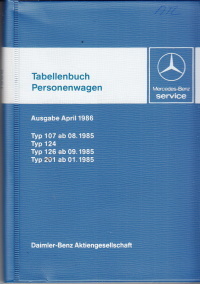 Tabellenbuch
Personenwagen
Mercedes-Benz
service
Ausgabe April 1986
Typ 107 ab 08.1985
Typ 124
Typ 126 ab 09.1985
Typ 201 ab 01.1985
Daimler-Benz Aktiengesellschaft